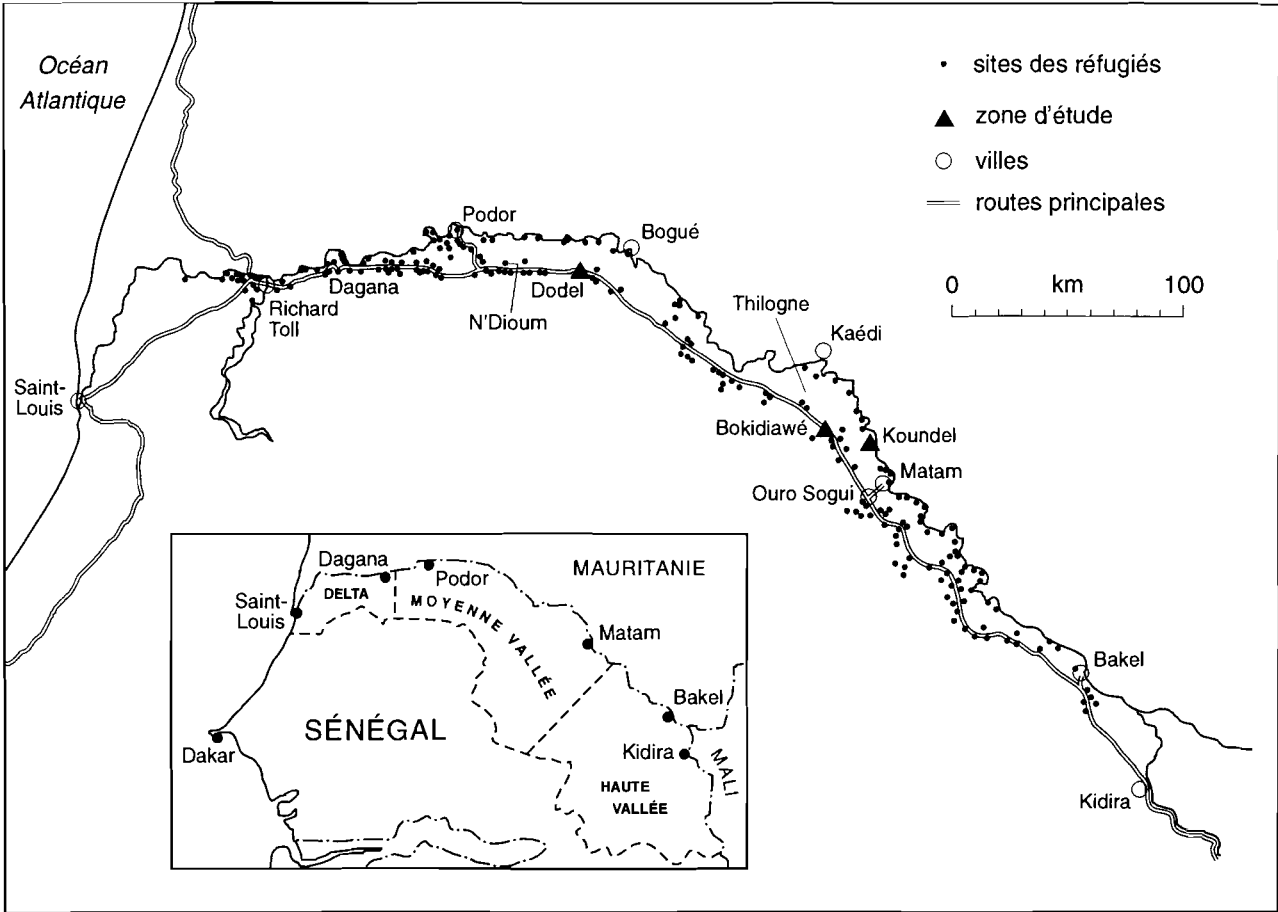 Océan
Atlantique
sites des réfugiés
zone d'étude
villes
routes principales
0 km 100
Podor
Bogué
Dagana
Richard
Toll
N'Dioum
Dodel
Thilogne
Kaédi
Saint-
Louis
Bokidiawé
Koundel
Matam
Ouro Sogui
Bakel
Kidira
Dagana
Podor
MAURITANIE
Saint-
Louis
DELTA
MOYENNE VALLÉE
Matam
Bakel
SÉNÉGAL
Dakar
Kidira
MALI
HAUTE
VALLÉE